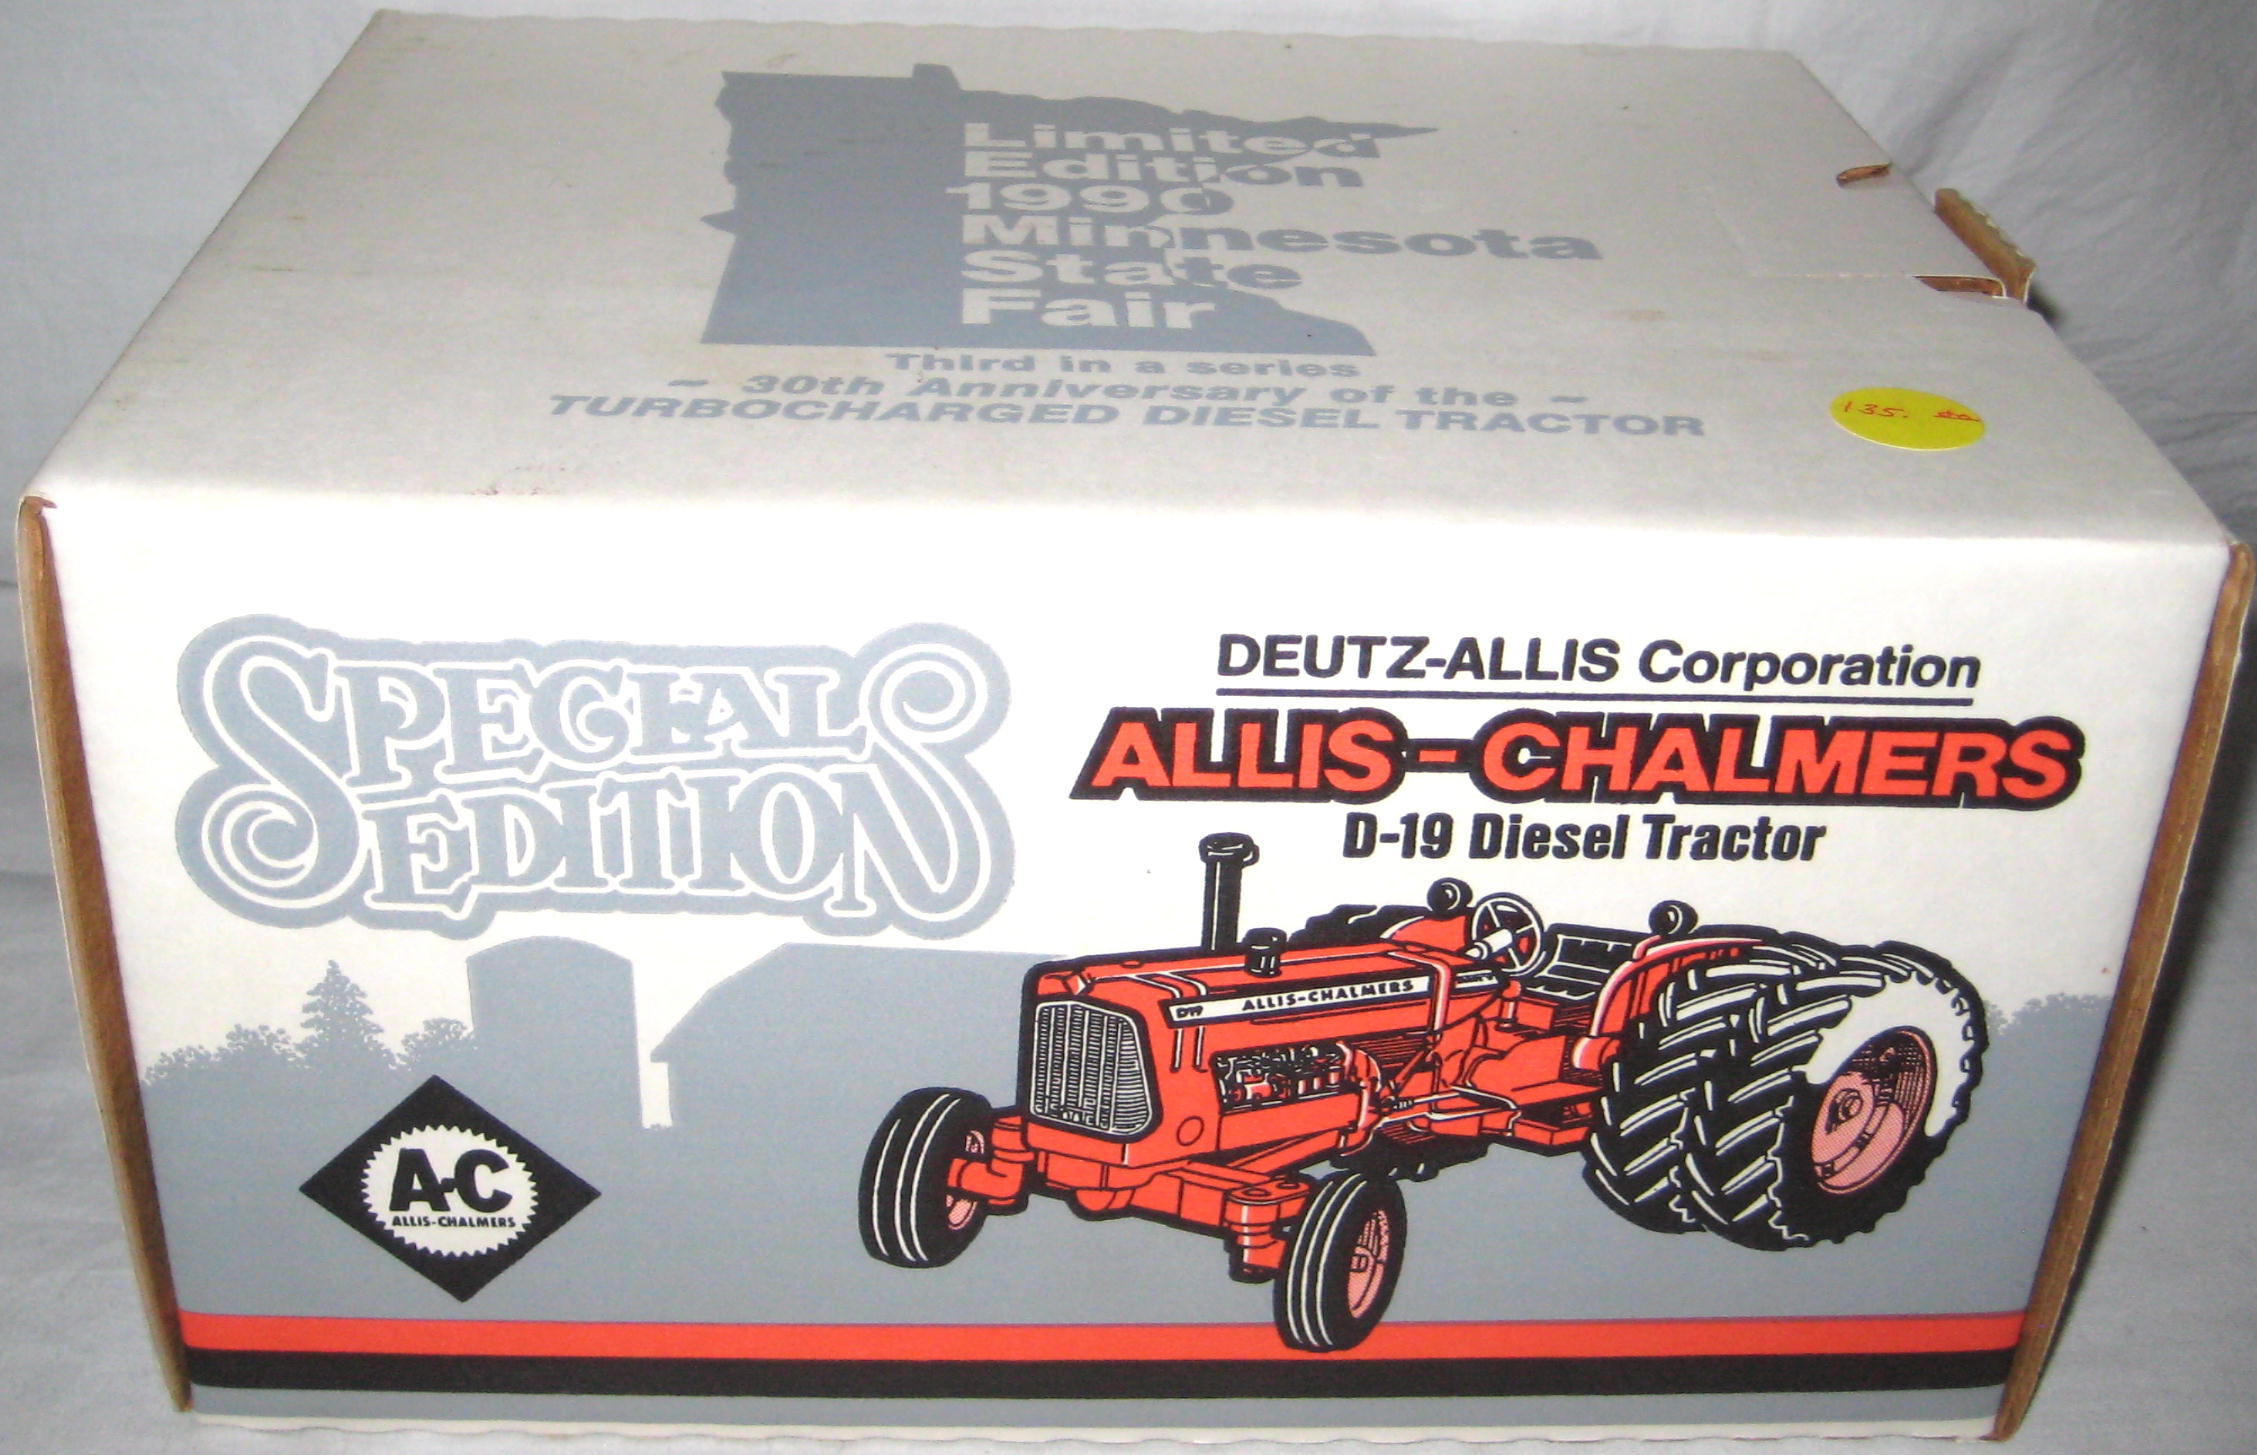 Limited
Edition
1990
Minnesota
State
Fair
Third in a series
~ 30th Anniversary of the ~
TURBOCHARGED DIESEL TRACTOR
135.
SPECIAL
EDITION
DEUTZ-ALLIS Corporation
ALLIS-CHALMERS
D-19 Diesel Tractor
D19 ALLIS-CHALMERS
A-C
ALLIS-CHALMERS